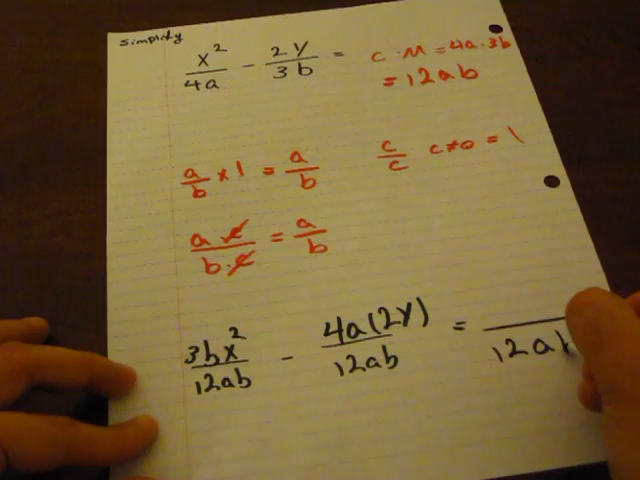 Simplify
x²/4a - 2y/3b = C.M = 4a·3b
= 12ab
a/b × 1 = a/b c/c c≠0 = 1
a·c/b·c = a/b
3bx²/12ab - 4a(2y)/12ab = /12ab